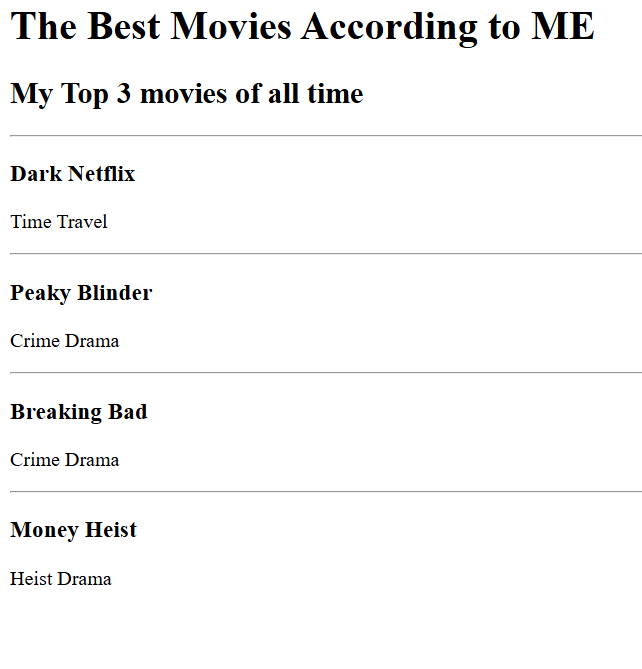 The Best Movies According to ME
My Top 3 movies of all time
Dark Netflix
Time Travel
Peaky Blinder
Crime Drama
Breaking Bad
Crime Drama
Money Heist
Heist Drama